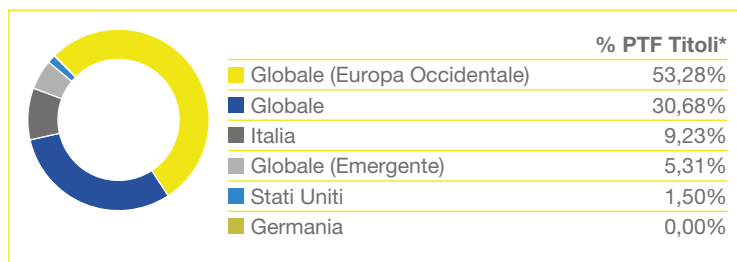 % PTF Titoli*
Globale (Europa Occidentale) 53,28%
Globale 30,68%
Italia 9,23%
Globale (Emergente) 5,31%
Stati Uniti 1,50%
Germania 0,00%